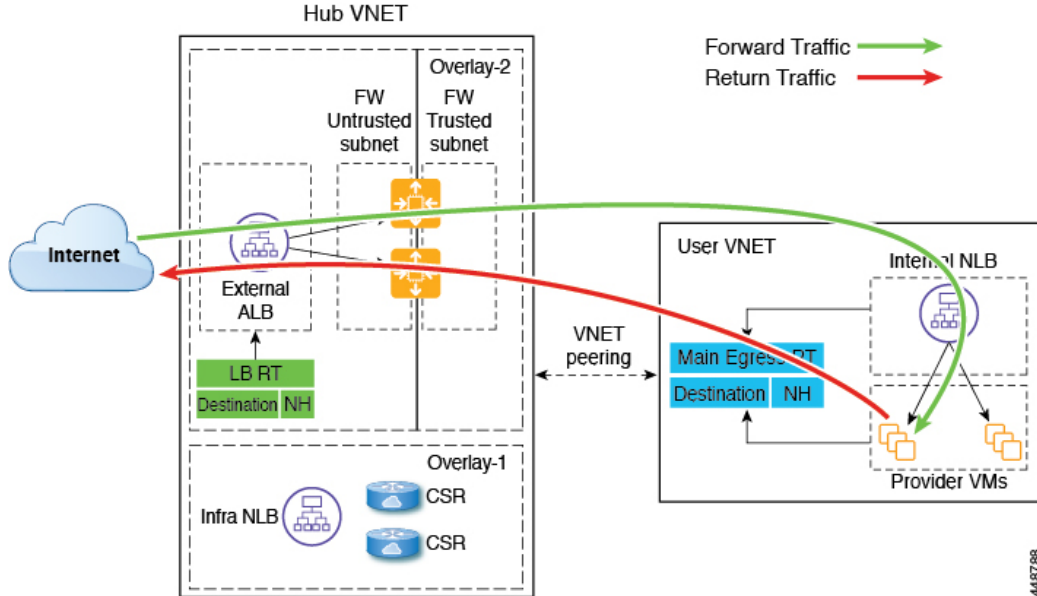 Hub VNET
Forward Traffic
Return Traffic
Overlay-2
FW
Untrusted
subnet
FW
Trusted
subnet
Internet
External
ALB
LB RT
Destination
NH
VNET
peering
User VNET
Internal NLB
Main Egress RT
Destination
NH
Provider VMs
Overlay-1
Infra NLB
CSR
CSR
448788